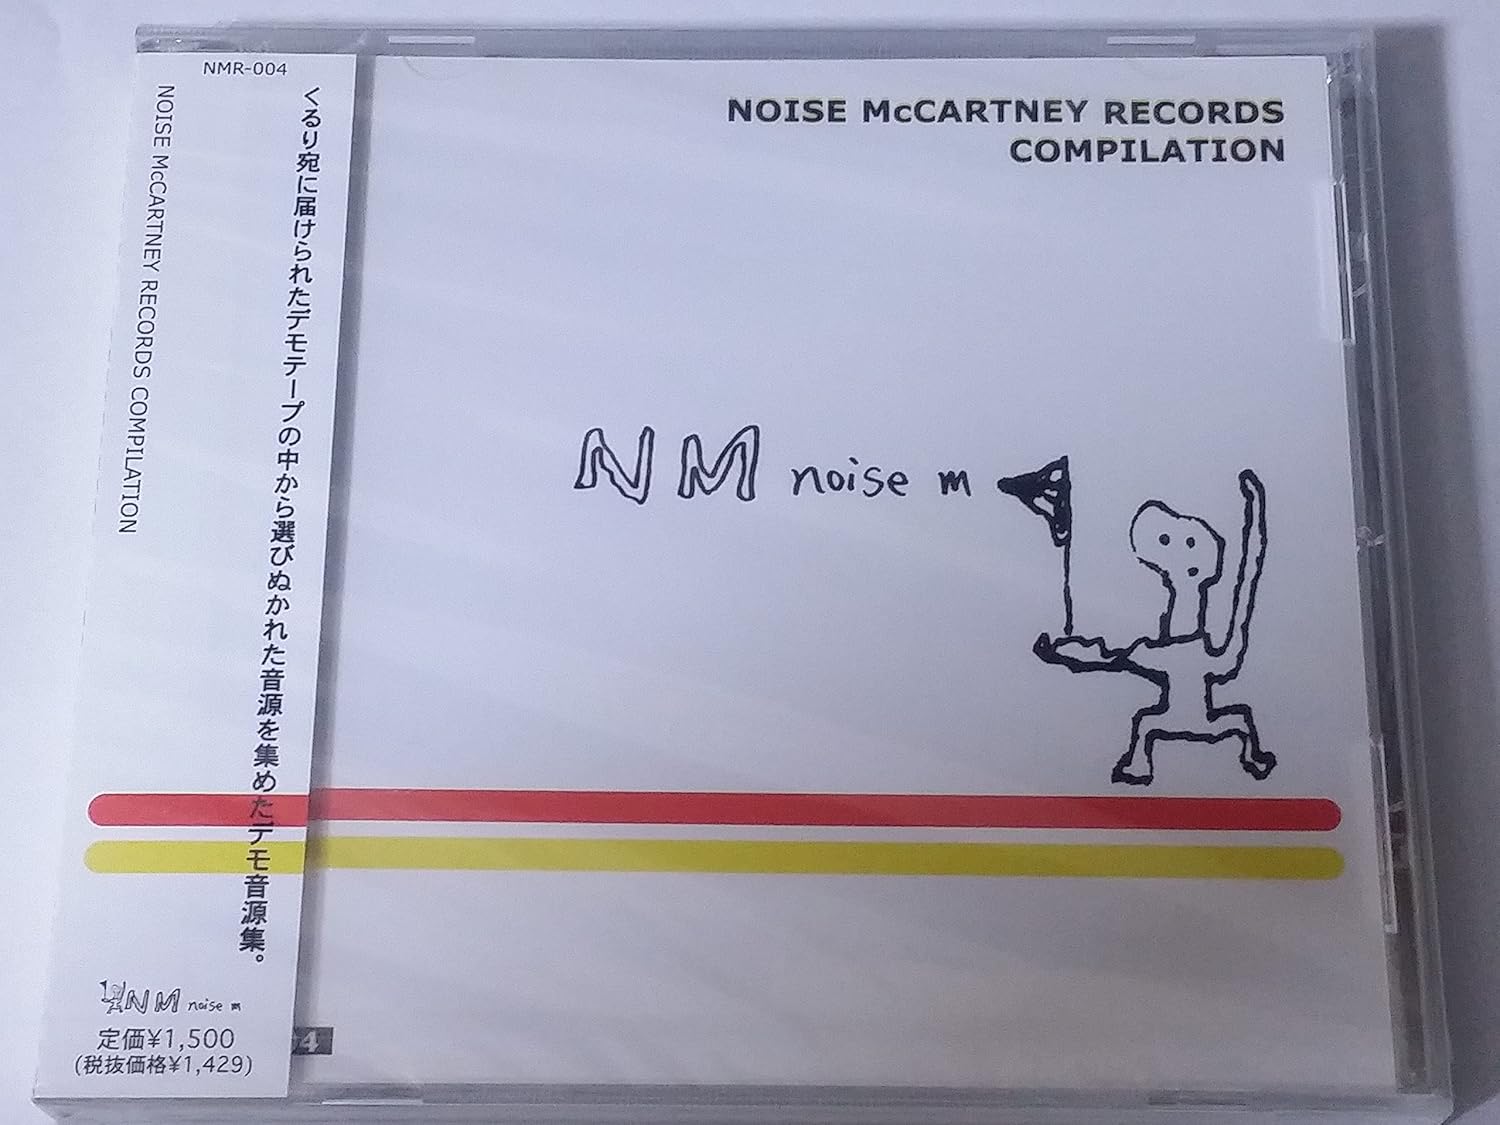 NMR-004
くるり宛に届けられたデモテープの中から選びぬかれた音源を集めたデモ音源集。
NOISE McCARTNEY RECORDS COMPILATION
NM noise m
定価¥1,500
(税抜価格¥1,429)
NOISE McCARTNEY RECORDS
COMPILATION
NM noise m